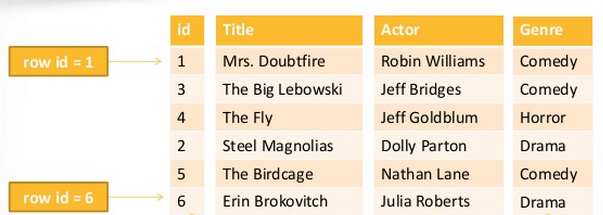 id Title Actor Genre
row id = 1 1 Mrs. Doubtfire Robin Williams Comedy
3 The Big Lebowski Jeff Bridges Comedy
4 The Fly Jeff Goldblum Horror
2 Steel Magnolias Dolly Parton Drama
5 The Birdcage Nathan Lane Comedy
row id = 6 6 Erin Brokovitch Julia Roberts Drama